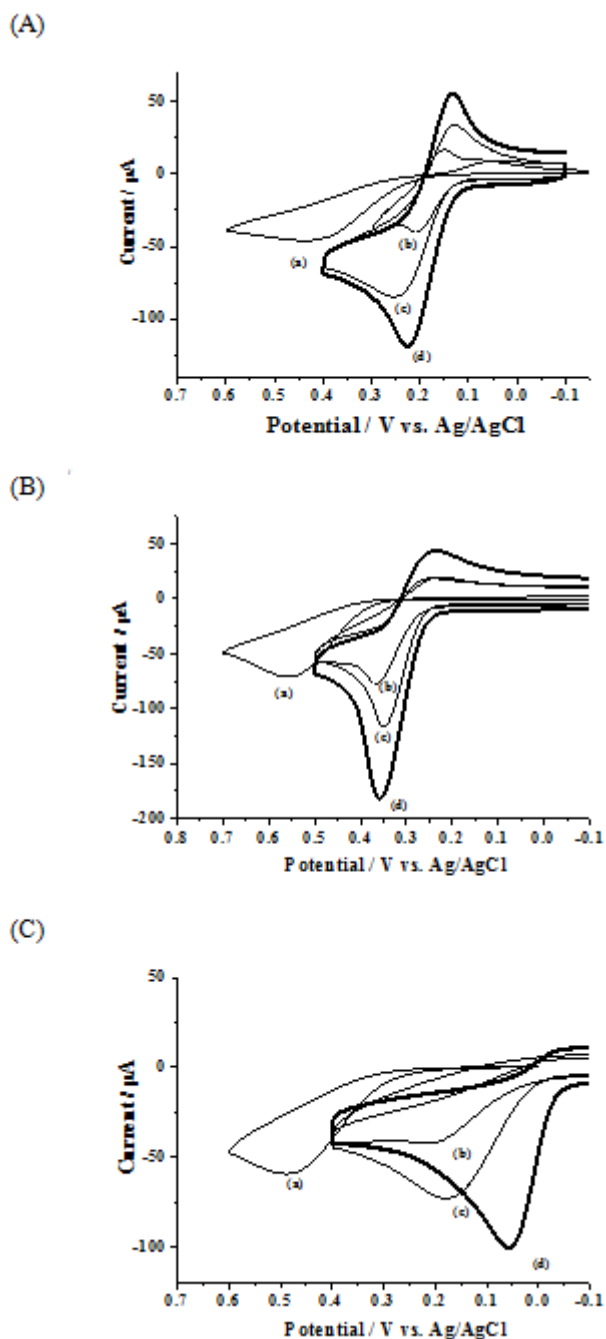 (A)
50
0
-50
-100
Current / µA
(a)
(b)
(c)
(d)
0.7 0.6 0.5 0.4 0.3 0.2 0.1 0.0 -0.1
Potential / V vs. Ag/AgCl
(B)
50
0
-50
-100
-150
-200
Current / µA
(a)
(b)
(c)
(d)
0.8 0.7 0.6 0.5 0.4 0.3 0.2 0.1 0.0 -0.1
Potential / V vs. Ag/AgCl
(C)
50
0
-50
-100
Current / µA
(a)
(b)
(c)
(d)
0.7 0.6 0.5 0.4 0.3 0.2 0.1 0.0 -0.1
Potential / V vs. Ag/AgCl